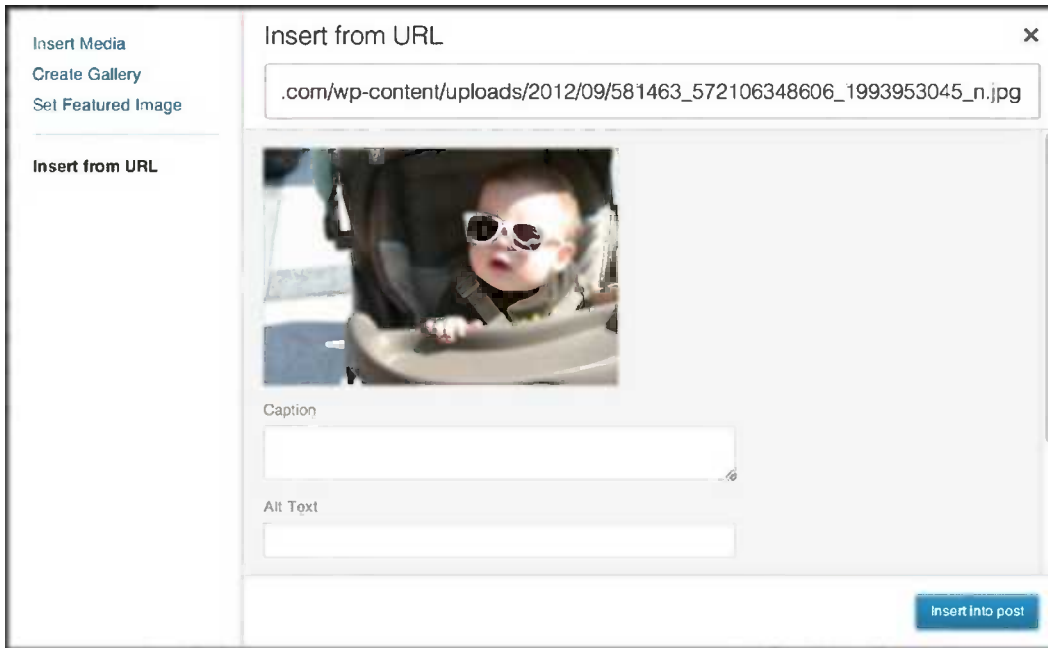 Insert Media
Create Gallery
Set Featured Image
Insert from URL
Insert from URL
.com/wp-content/uploads/2012/09/581463_572106348606_1993953045_n.jpg
Caption
Alt Text
Insert into post